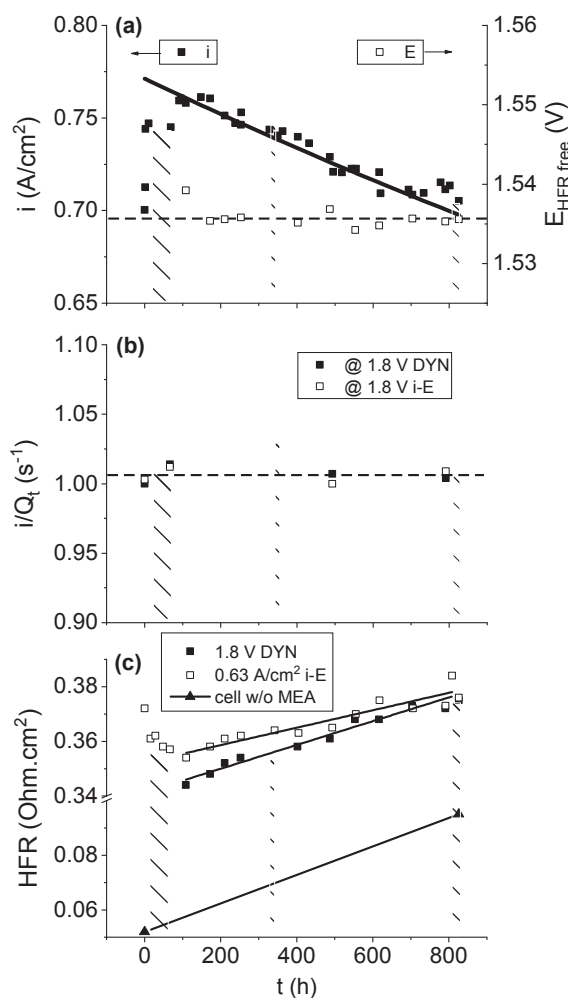 (a)
i
E
0.80
0.75
0.70
0.65
i (A/cm²)
1.56
1.55
1.54
1.53
E_HFR free (V)
(b)
@ 1.8 V DYN
@ 1.8 V i-E
1.10
1.05
1.00
0.95
0.90
i/Q_t (s⁻¹)
(c)
1.8 V DYN
0.63 A/cm² i-E
cell w/o MEA
0.38
0.36
0.34
0.08
0.06
HFR (Ohm.cm²)
0 200 400 600 800
t (h)